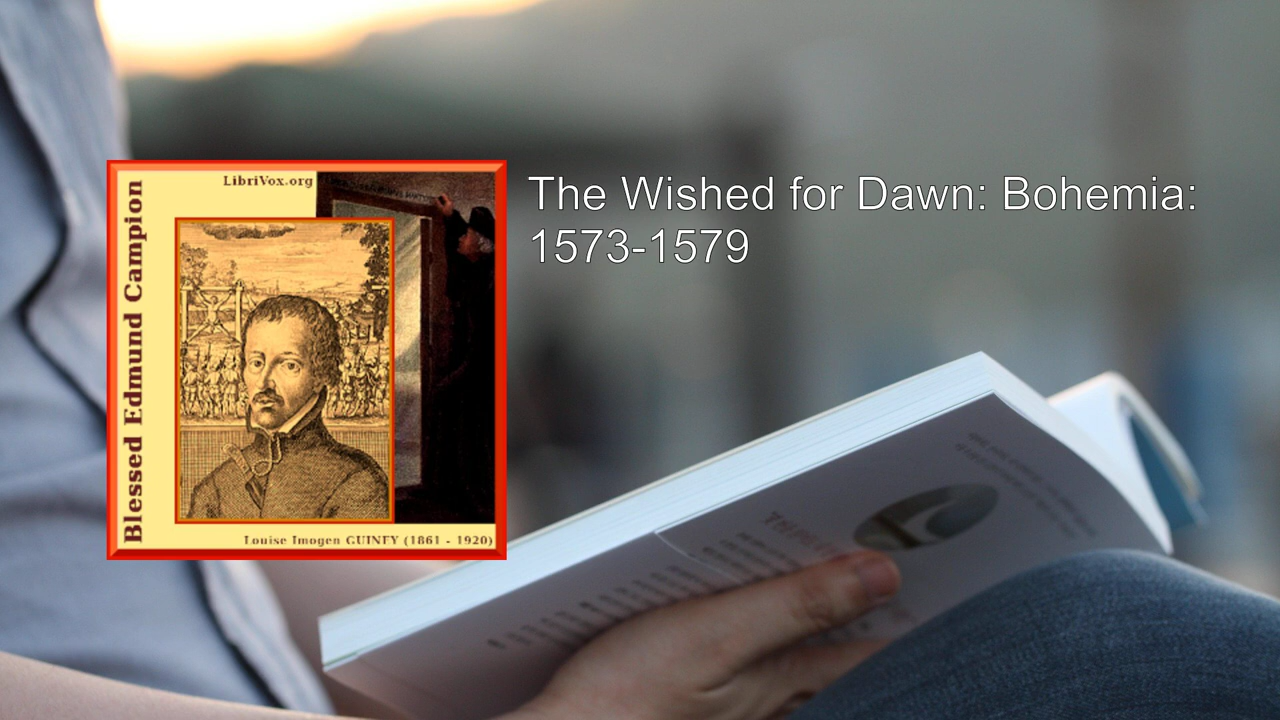 The Wished for Dawn: Bohemia:
1573-1579
LibriVox.org
Blessed Edmund Campion
Louise Imogen GUINEY (1861 - 1920)